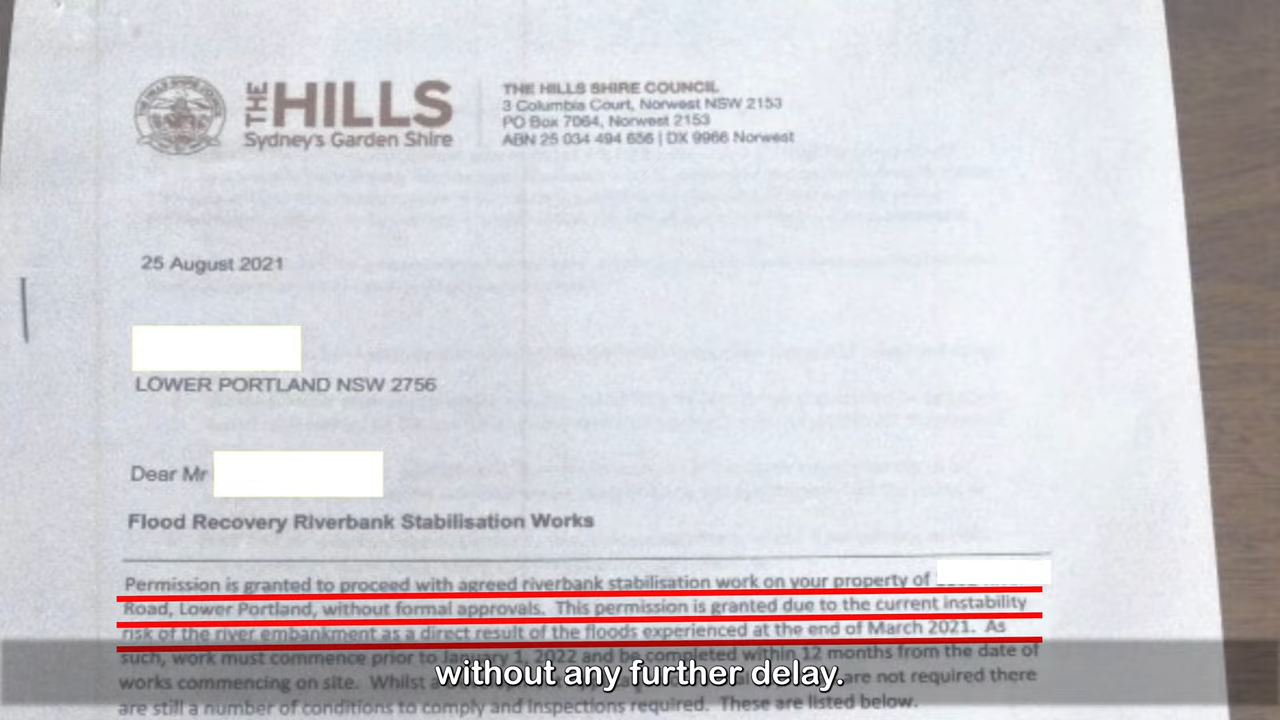 THE HILLS
Sydney's Garden Shire
THE HILLS SHIRE COUNCIL
3 Columbia Court, Norwest NSW 2153
PO Box 7064, Norwest 2153
ABN 25 034 494 656 | DX 9966 Norwest
25 August 2021
LOWER PORTLAND NSW 2756
Dear Mr
Flood Recovery Riverbank Stabilisation Works
Permission is granted to proceed with agreed riverbank stabilisation work on your property of
Road, Lower Portland, without formal approvals. This permission is granted due to the current instability
risk of the river embankment as a direct result of the floods experienced at the end of March 2021. As
such, work must commence prior to January 1, 2022 and be completed within 12 months from the date of
works commencing on site. Whilst are not required there
are still a number of conditions to comply and inspections required. These are listed below.
without any further delay.